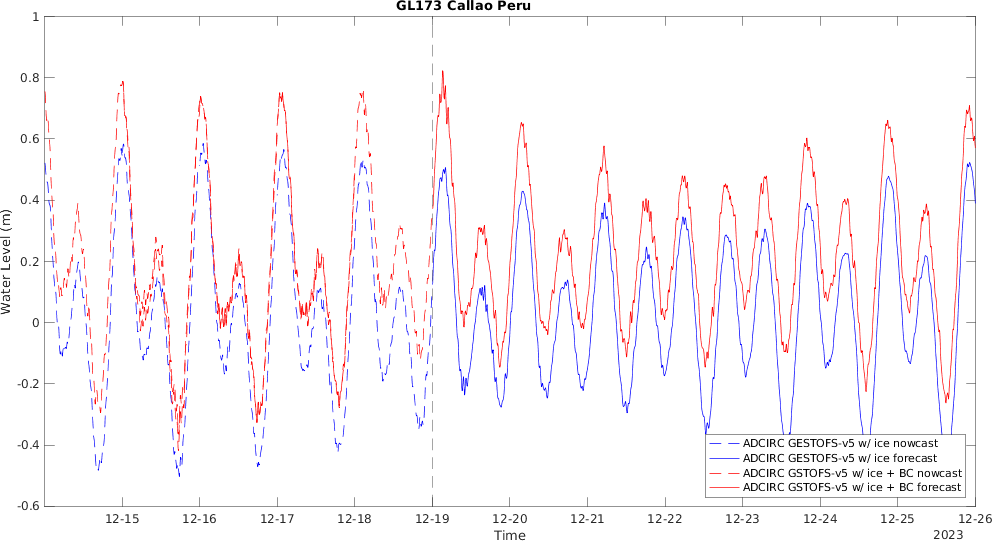 GL173 Callao Peru
1
0.8
0.6
0.4
0.2
0
-0.2
-0.4
-0.6
Water Level (m)
ADCIRC GESTOFS-v5 w/ ice nowcast
ADCIRC GESTOFS-v5 w/ ice forecast
ADCIRC GSTOFS-v5 w/ ice + BC nowcast
ADCIRC GSTOFS-v5 w/ ice + BC forecast
12-15 12-16 12-17 12-18 12-19 12-20 12-21 12-22 12-23 12-24 12-25 12-26
Time
2023